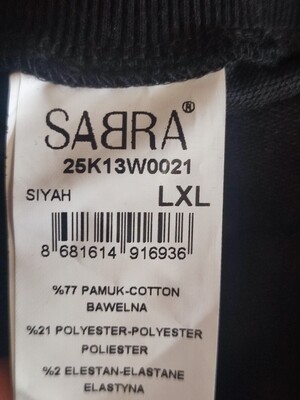 SABRA®
25K13W0021
SIYAH LXL
8 681614 916936
%77 PAMUK-COTTON
BAWELNA
%21 POLYESTER-POLYESTER
POLIESTER
%2 ELESTAN-ELASTANE
ELASTYNA